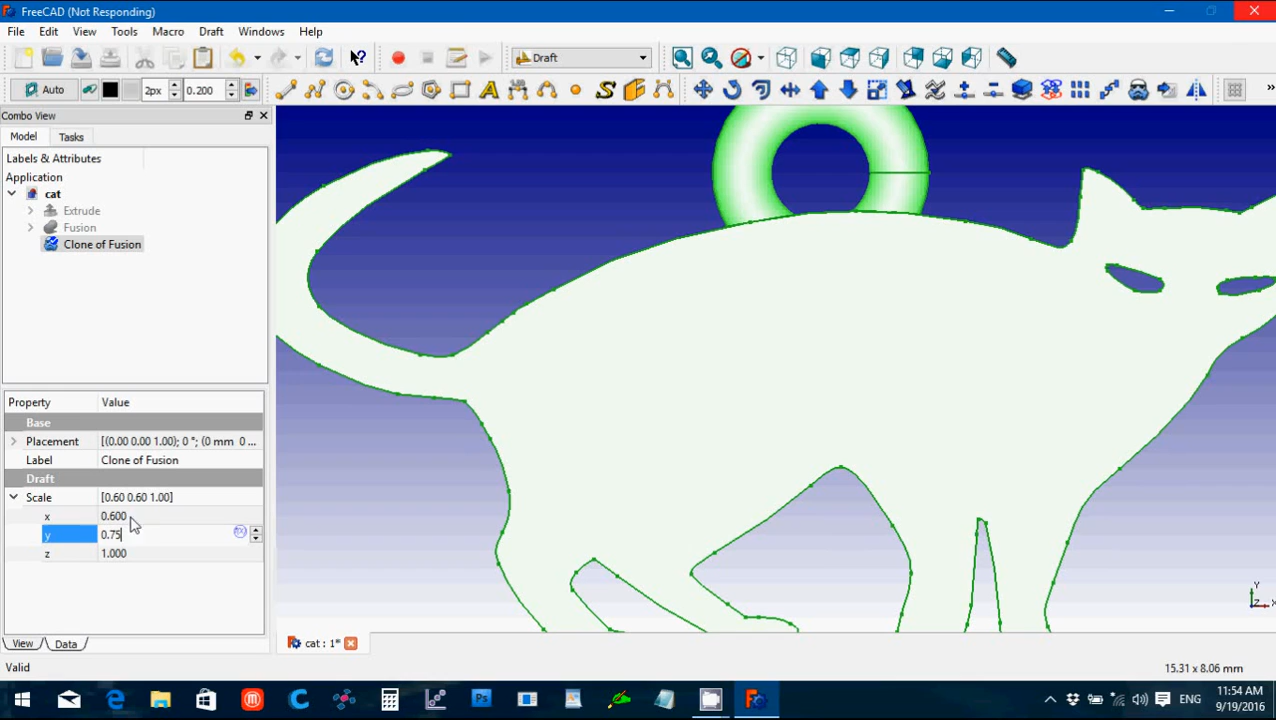 FreeCAD (Not Responding)
File Edit View Tools Macro Draft Windows Help
Draft
Auto 2px 0.200 »
Combo View
Model Tasks
Labels & Attributes
Application
cat
Extrude
Fusion
Clone of Fusion
Property Value
Base
Placement [(0.00 0.00 1.00); 0 °; (0 mm 0 ...
Label Clone of Fusion
Draft
Scale [0.60 0.60 1.00]
x 0.600
y 0.75
z 1.000
Y
Z X
View Data
cat : 1*
Valid
15.31 x 8.06 mm
ENG
11:54 AM
9/19/2016